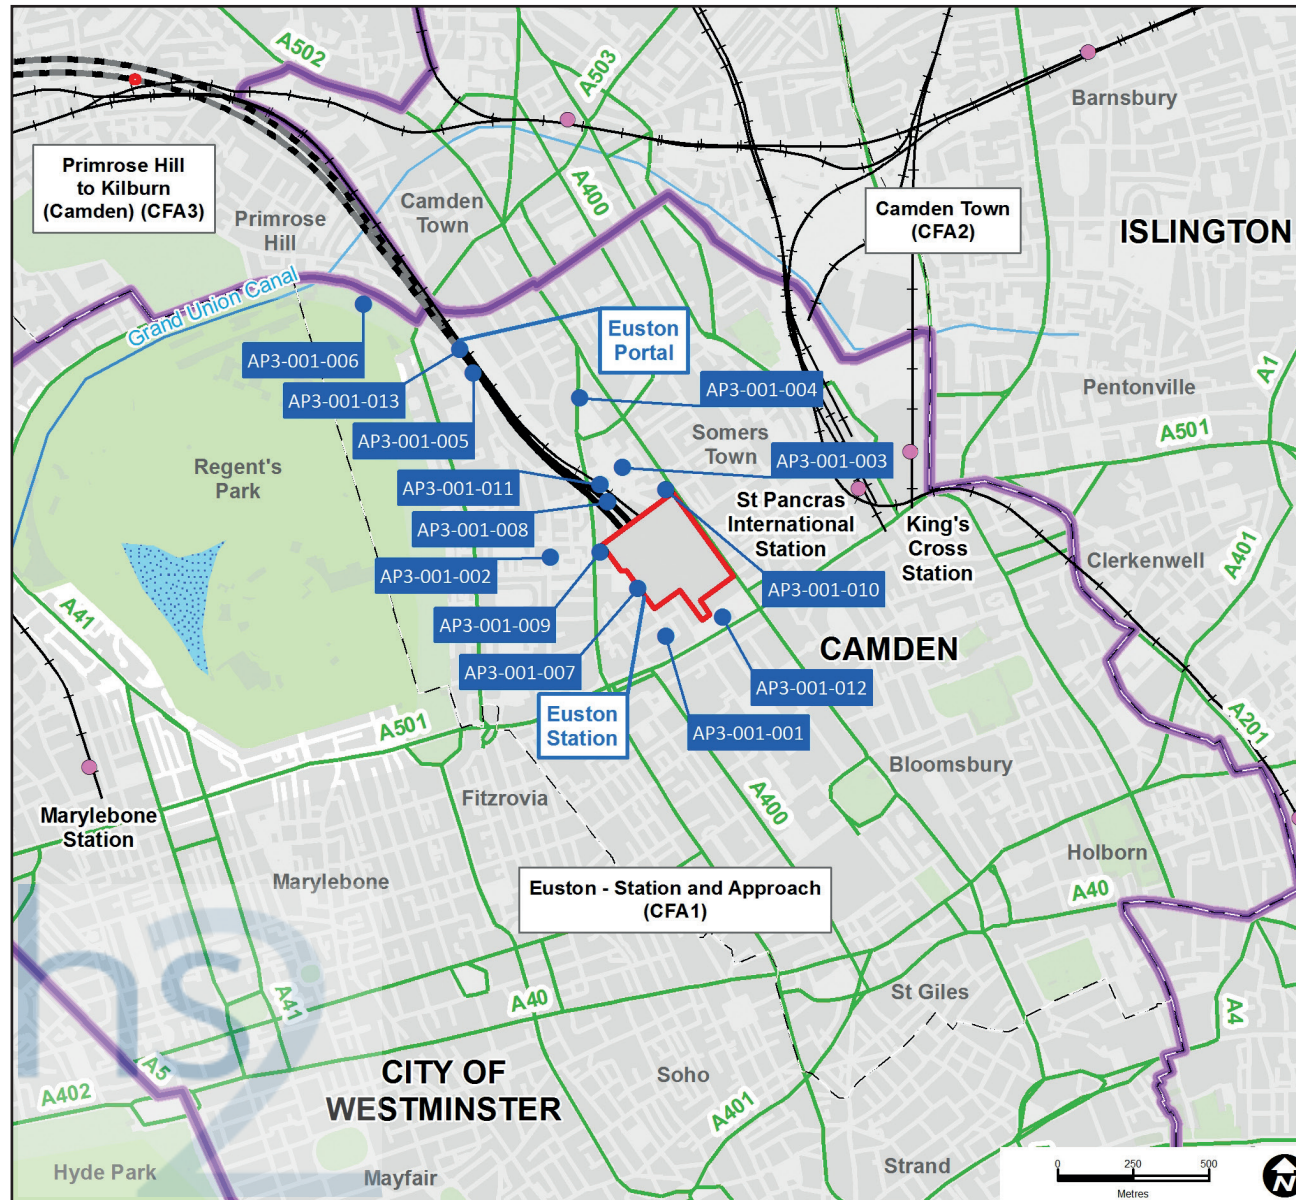 A502
A503
Barnsbury
Primrose Hill
to Kilburn
(Camden) (CFA3)
Primrose
Hill
Camden
Town
A400
Camden Town
(CFA2)
ISLINGTON
Grand Union Canal
Euston
Portal
AP3-001-006
AP3-001-013
AP3-001-005
AP3-001-004
Pentonville
A1
A501
Somers
Town
AP3-001-003
Regent's
Park
AP3-001-011
AP3-001-008
AP3-001-002
St Pancras
International
Station
King's
Cross
Station
Clerkenwell
A401
A41
AP3-001-009
AP3-001-010
AP3-001-007
CAMDEN
AP3-001-012
Euston
Station
AP3-001-001
A501
A201
Bloomsbury
Marylebone
Station
Fitzrovia
A400
Holborn
Marylebone
Euston - Station and Approach
(CFA1)
A40
A40
St Giles
A41
A4
hs2
A5
A402
CITY OF
WESTMINSTER
Soho
A401
Hyde Park
Mayfair
Strand
0 250 500
Metres
N